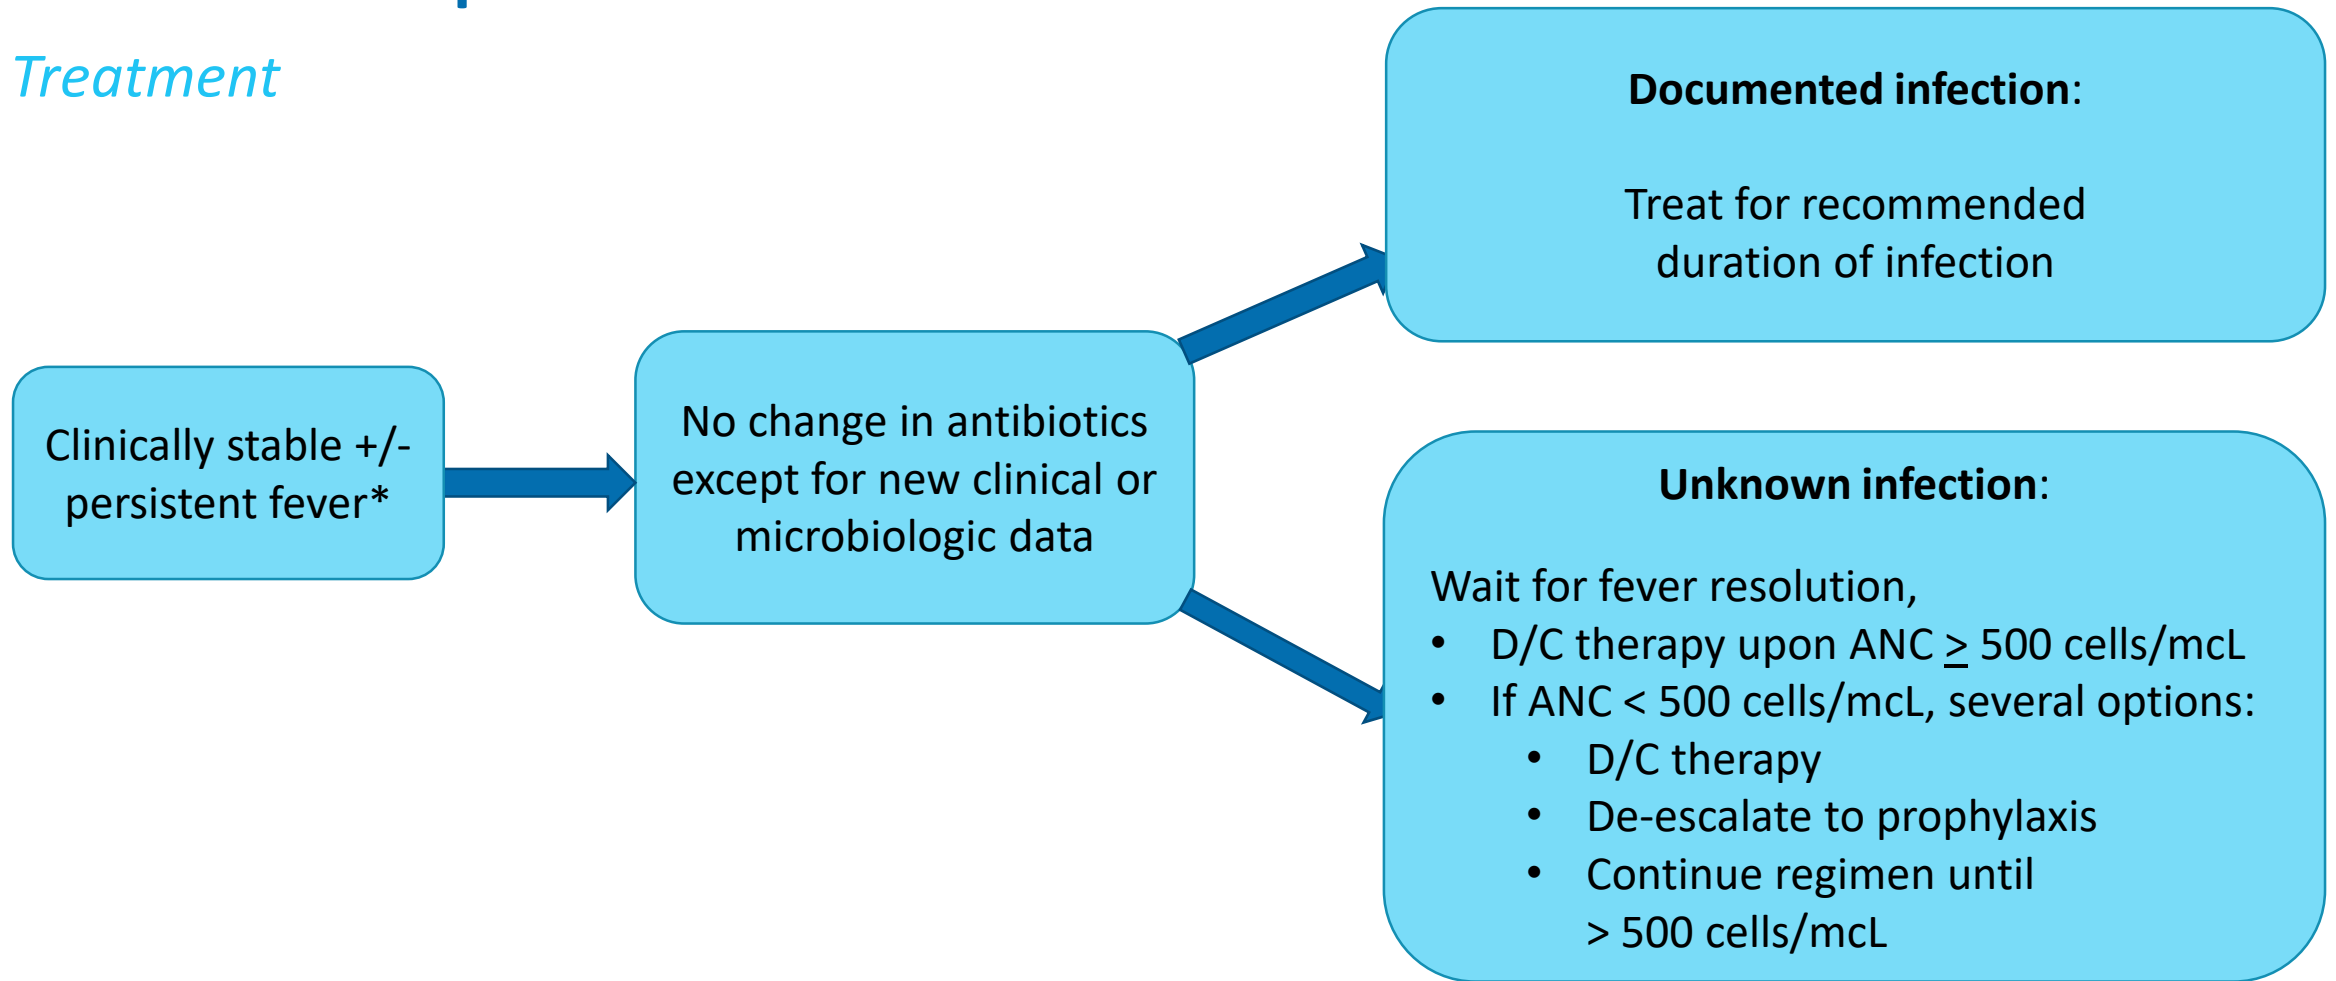 Treatment
Documented infection:
Treat for recommended
duration of infection
Clinically stable +/-
persistent fever*
No change in antibiotics
except for new clinical or
microbiologic data
Unknown infection:
Wait for fever resolution,
• D/C therapy upon ANC ≥ 500 cells/mcL
• If ANC < 500 cells/mcL, several options:
• D/C therapy
• De-escalate to prophylaxis
• Continue regimen until
> 500 cells/mcL